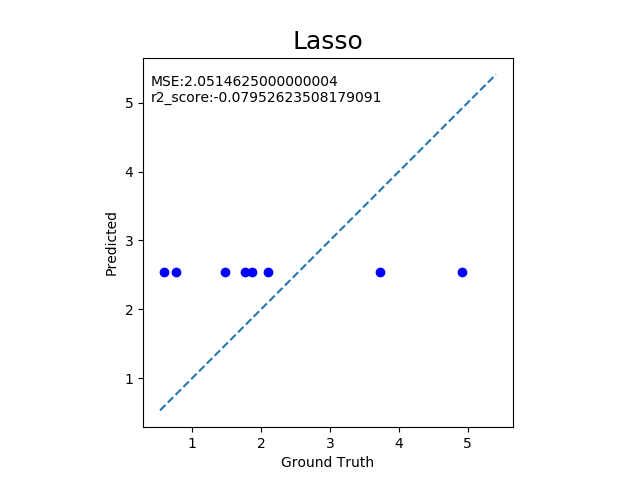 Lasso
MSE:2.0514625000000004
r2_score:-0.07952623508179091
5
4
3
2
1
Predicted
1 2 3 4 5
Ground Truth